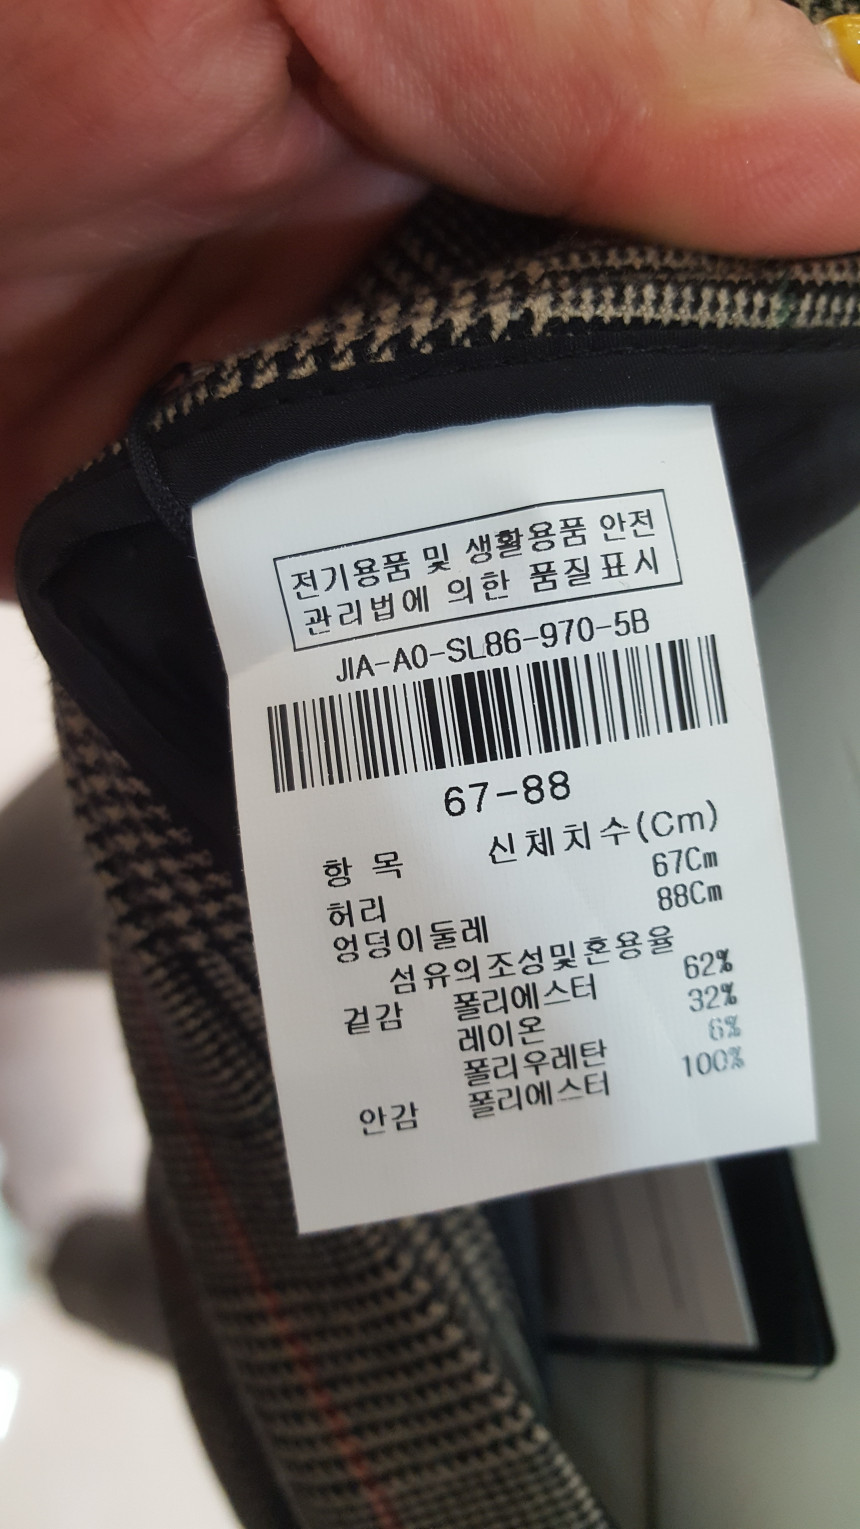 전기용품 및 생활용품 안전
관리법에 의한 품질표시
JIA-A0-SL86-970-5B
67-88
항 목 신체치수(Cm)
허리 67Cm
엉덩이둘레 88Cm
섬유의조성및혼용율
겉감 폴리에스터 62%
레이온 32%
폴리우레탄 6%
안감 폴리에스터 100%